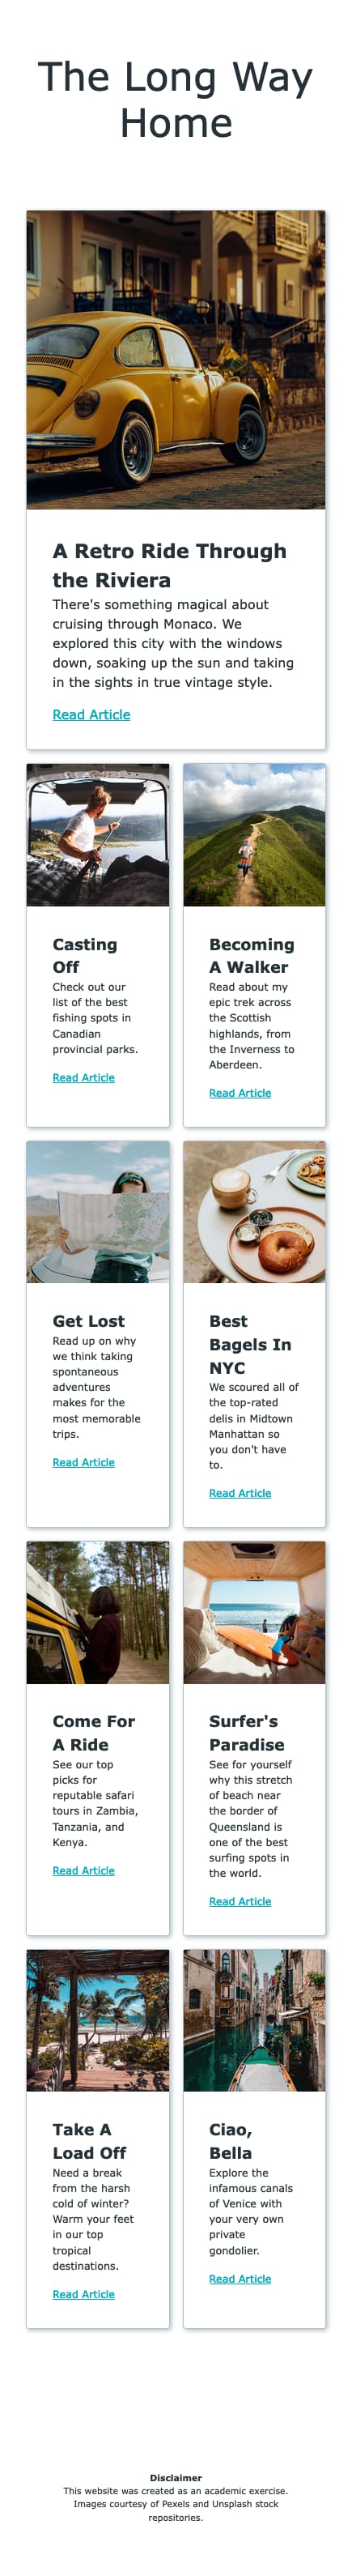 The Long Way
Home
A Retro Ride Through
the Riviera
There's something magical about
cruising through Monaco. We
explored this city with the windows
down, soaking up the sun and taking
in the sights in true vintage style.
Read Article
Casting
Off
Check out our
list of the best
fishing spots in
Canadian
provincial parks.
Read Article
Becoming
A Walker
Read about my
epic trek across
the Scottish
highlands, from
the Inverness to
Aberdeen.
Read Article
Get Lost
Read up on why
we think taking
spontaneous
adventures
makes for the
most memorable
trips.
Read Article
Best
Bagels In
NYC
We scoured all of
the top-rated
delis in Midtown
Manhattan so
you don't have
to.
Read Article
Come For
A Ride
See our top
picks for
reputable safari
tours in Zambia,
Tanzania, and
Kenya.
Read Article
Surfer's
Paradise
See for yourself
why this stretch
of beach near
the border of
Queensland is
one of the best
surfing spots in
the world.
Read Article
Take A
Load Off
Need a break
from the harsh
cold of winter?
Warm your feet
in our top
tropical
destinations.
Read Article
Ciao,
Bella
Explore the
infamous canals
of Venice with
your very own
private
gondolier.
Read Article
Disclaimer
This website was created as an academic exercise.
Images courtesy of Pexels and Unsplash stock
repositories.